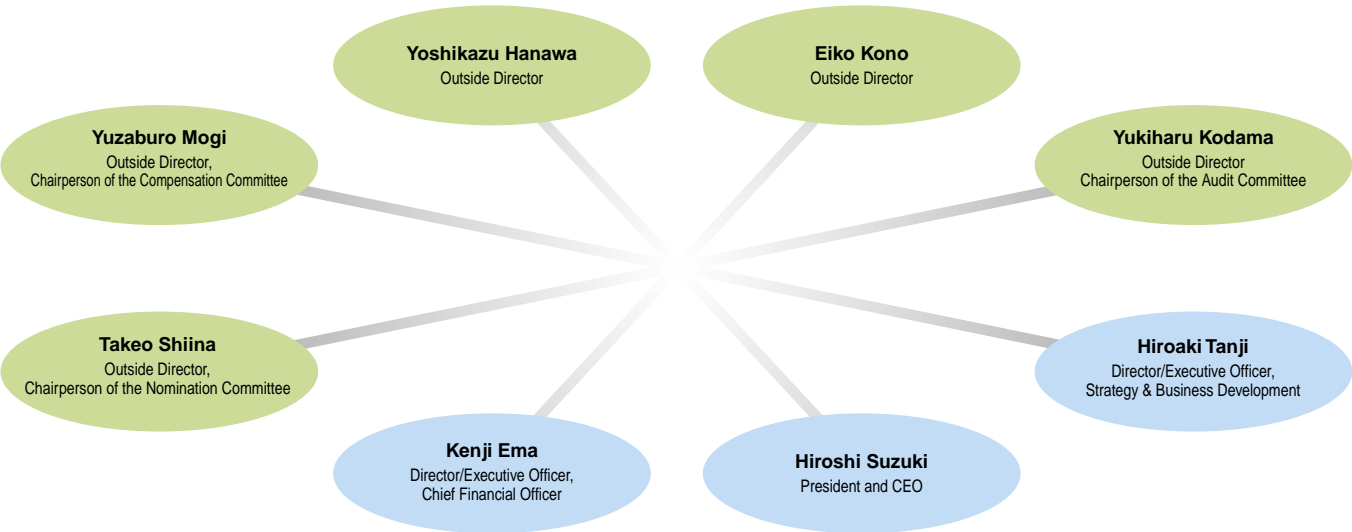 Yoshikazu Hanawa
Outside Director
Eiko Kono
Outside Director
Yuzaburo Mogi
Outside Director,
Chairperson of the Compensation Committee
Yukiharu Kodama
Outside Director
Chairperson of the Audit Committee
Takeo Shiina
Outside Director,
Chairperson of the Nomination Committee
Hiroaki Tanji
Director/Executive Officer,
Strategy & Business Development
Kenji Ema
Director/Executive Officer,
Chief Financial Officer
Hiroshi Suzuki
President and CEO